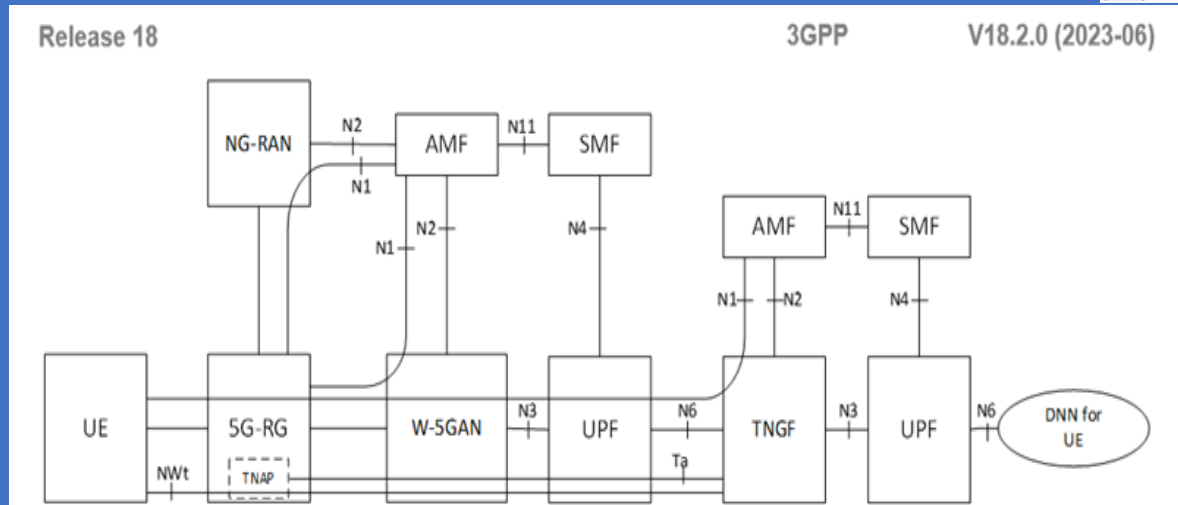 Release 18 3GPP V18.2.0 (2023-06)
NG-RAN N2 AMF N11 SMF
N1
N1 N2 N4
AMF N11 SMF
N1 N2 N4
UE 5G-RG W-5GAN N3 UPF N6 TNGF N3 UPF N6 DNN for
UE
NWt TNAP Ta